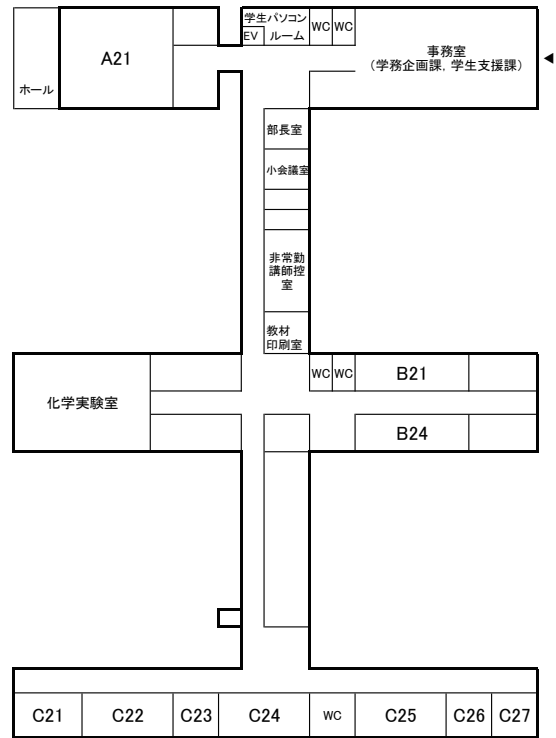 学生パソコン
EV ルーム
WC WC
A21
事務室
(学務企画課, 学生支援課)
◀
ホール
部長室
小会議室
非常勤
講師控
室
教材
印刷室
WC WC
B21
化学実験室
B24
C21 C22 C23 C24 WC C25 C26 C27